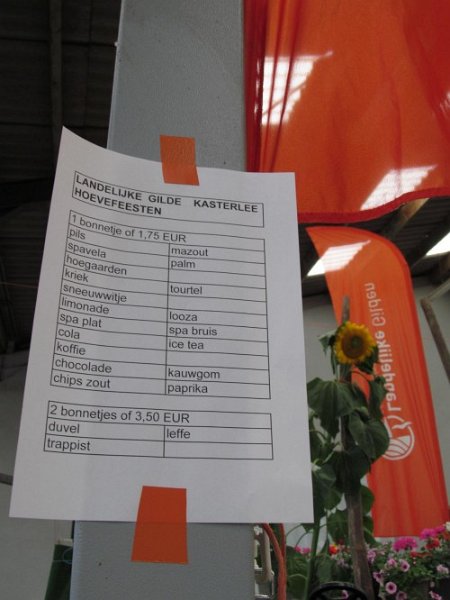 LANDELIJKE GILDE KASTERLEE
HOEVEFEESTEN
1 bonnetje of 1,75 EUR
pils mazout
spavela palm
hoegaarden
kriek tourtel
sneeuwwitje
limonade looza
spa plat spa bruis
cola ice tea
koffie
chocolade kauwgom
chips zout paprika
2 bonnetjes of 3,50 EUR
duvel leffe
trappist
Landelijke Gilden